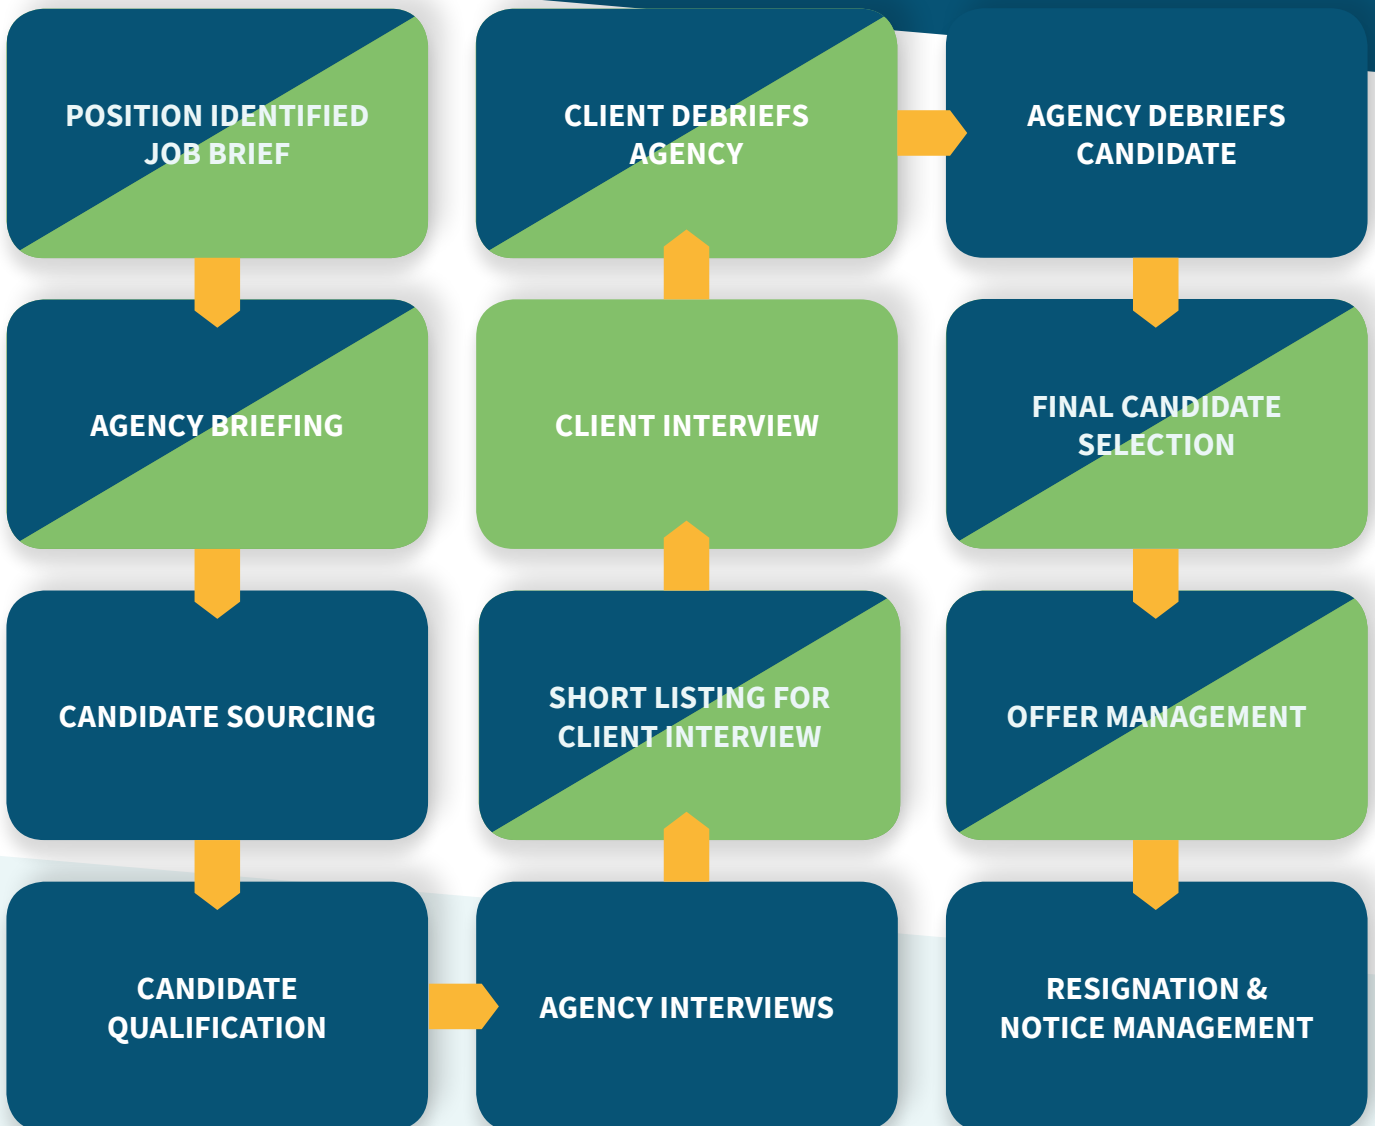 POSITION IDENTIFIED
JOB BRIEF
AGENCY BRIEFING
CANDIDATE SOURCING
CANDIDATE
QUALIFICATION
AGENCY INTERVIEWS
SHORT LISTING FOR
CLIENT INTERVIEW
CLIENT INTERVIEW
CLIENT DEBRIEFS
AGENCY
AGENCY DEBRIEFS
CANDIDATE
FINAL CANDIDATE
SELECTION
OFFER MANAGEMENT
RESIGNATION &
NOTICE MANAGEMENT